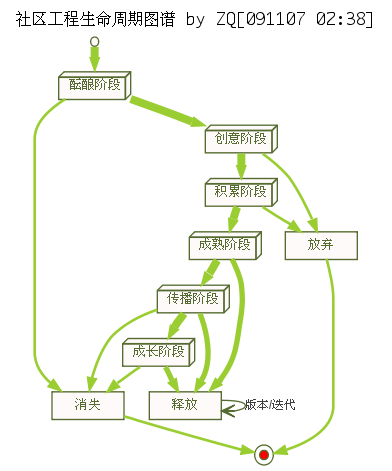 社区工程生命周期图谱 by ZQ[091107 02:38]
酝酿阶段
创意阶段
积累阶段
成熟阶段
放弃
传播阶段
成长阶段
消失
释放
版本/迭代